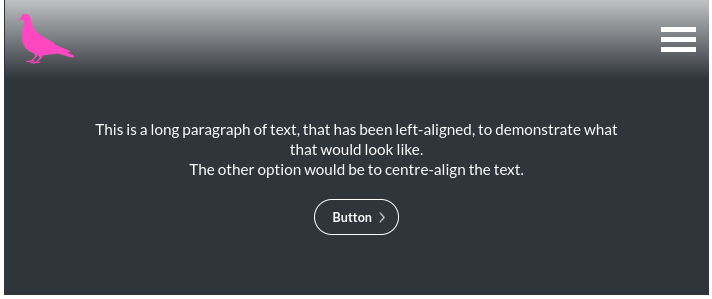 This is a long paragraph of text, that has been left-aligned, to demonstrate what
that would look like.
The other option would be to centre-align the text.
Button